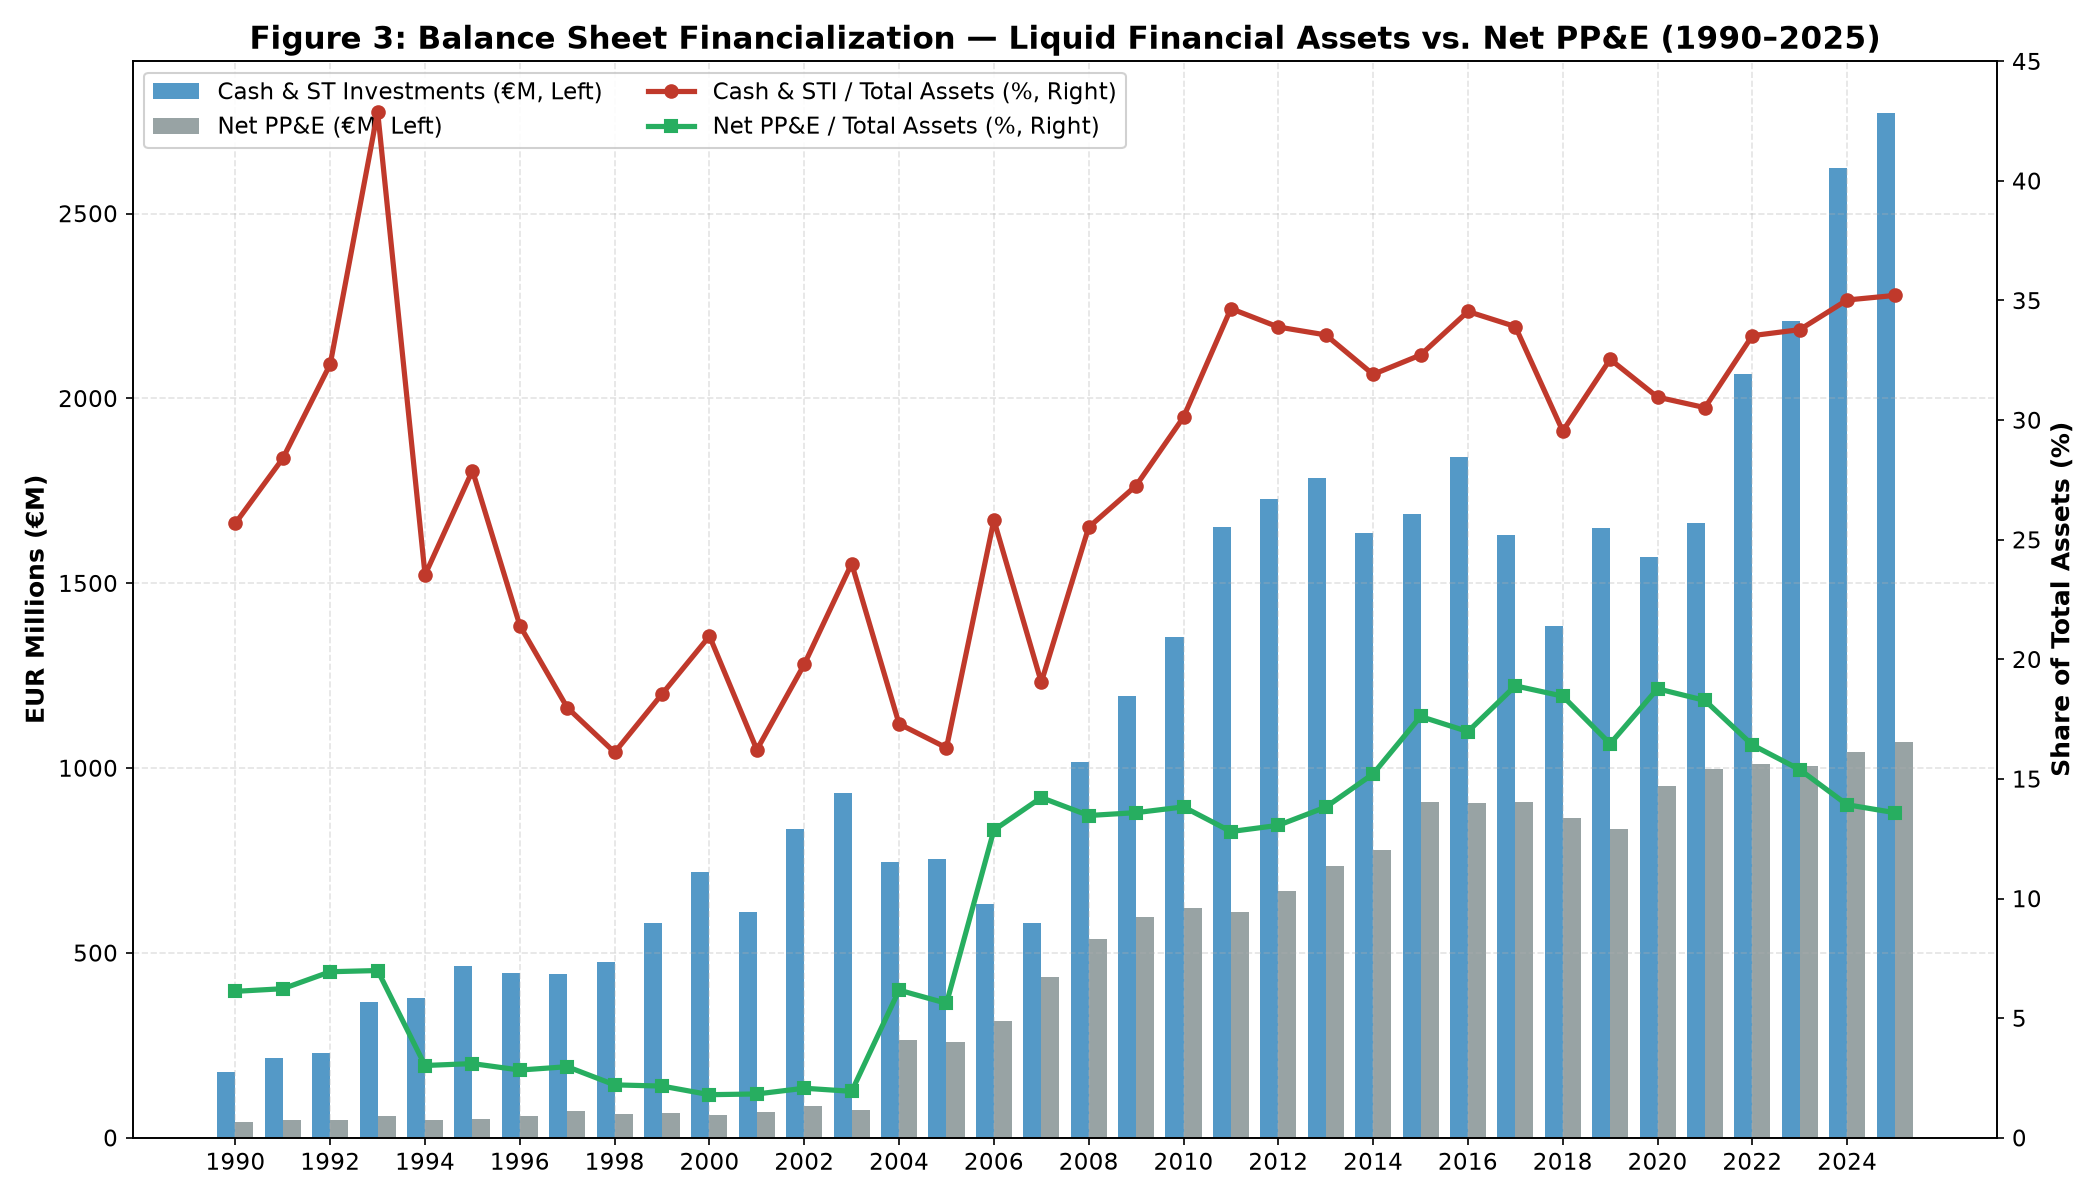 Figure 3: Balance Sheet Financialization — Liquid Financial Assets vs. Net PP&E (1990–2025)
Cash & ST Investments (€M, Left)
Net PP&E (€M, Left)
Cash & STI / Total Assets (%, Right)
Net PP&E / Total Assets (%, Right)
EUR Millions (€M)
2500
2000
1500
1000
500
0
45
40
35
30
25
20
15
10
5
0
Share of Total Assets (%)
1990 1992 1994 1996 1998 2000 2002 2004 2006 2008 2010 2012 2014 2016 2018 2020 2022 2024